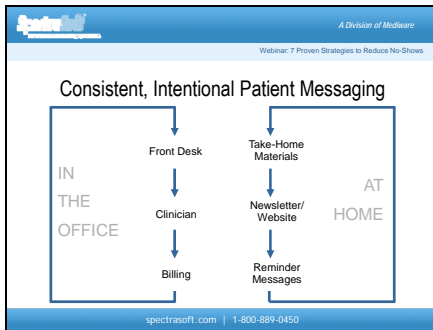 SpectraSoft
A Division of Mediware
Webinar: 7 Proven Strategies to Reduce No-Shows
Consistent, Intentional Patient Messaging
IN
THE
OFFICE
Front Desk
Clinician
Billing
Take-Home
Materials
Newsletter/
Website
Reminder
Messages
AT
HOME
spectrasoft.com | 1-800-889-0450